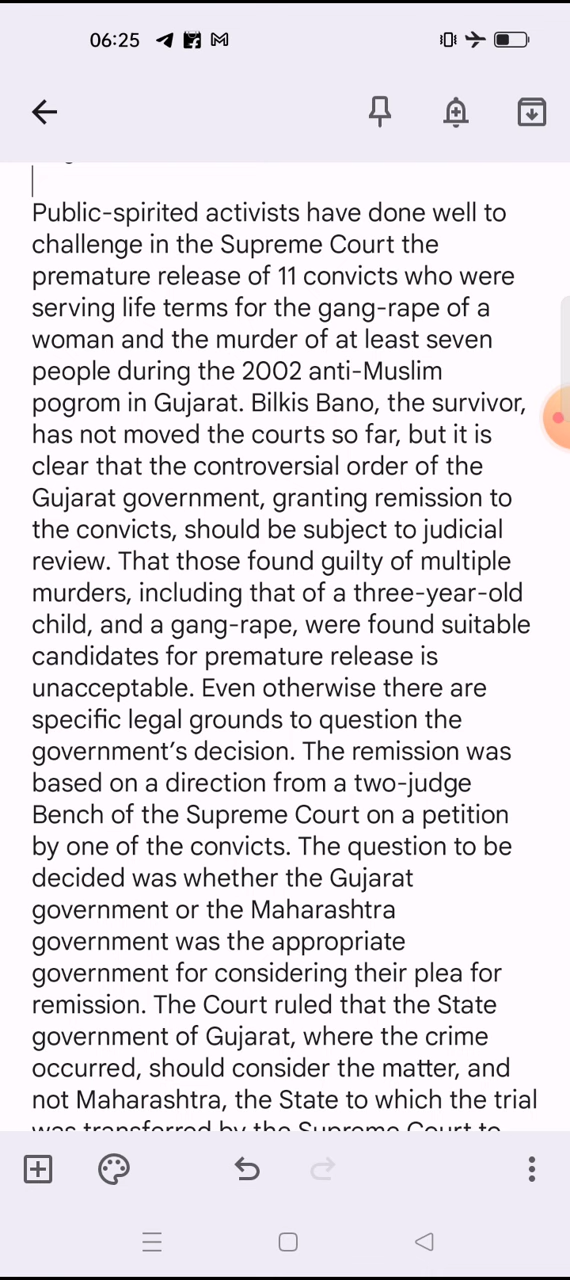 06:25
Public-spirited activists have done well to
challenge in the Supreme Court the
premature release of 11 convicts who were
serving life terms for the gang-rape of a
woman and the murder of at least seven
people during the 2002 anti-Muslim
pogrom in Gujarat. Bilkis Bano, the survivor,
has not moved the courts so far, but it is
clear that the controversial order of the
Gujarat government, granting remission to
the convicts, should be subject to judicial
review. That those found guilty of multiple
murders, including that of a three-year-old
child, and a gang-rape, were found suitable
candidates for premature release is
unacceptable. Even otherwise there are
specific legal grounds to question the
government’s decision. The remission was
based on a direction from a two-judge
Bench of the Supreme Court on a petition
by one of the convicts. The question to be
decided was whether the Gujarat
government or the Maharashtra
government was the appropriate
government for considering their plea for
remission. The Court ruled that the State
government of Gujarat, where the crime
occurred, should consider the matter, and
not Maharashtra, the State to which the trial
was transferred by the Supreme Court to